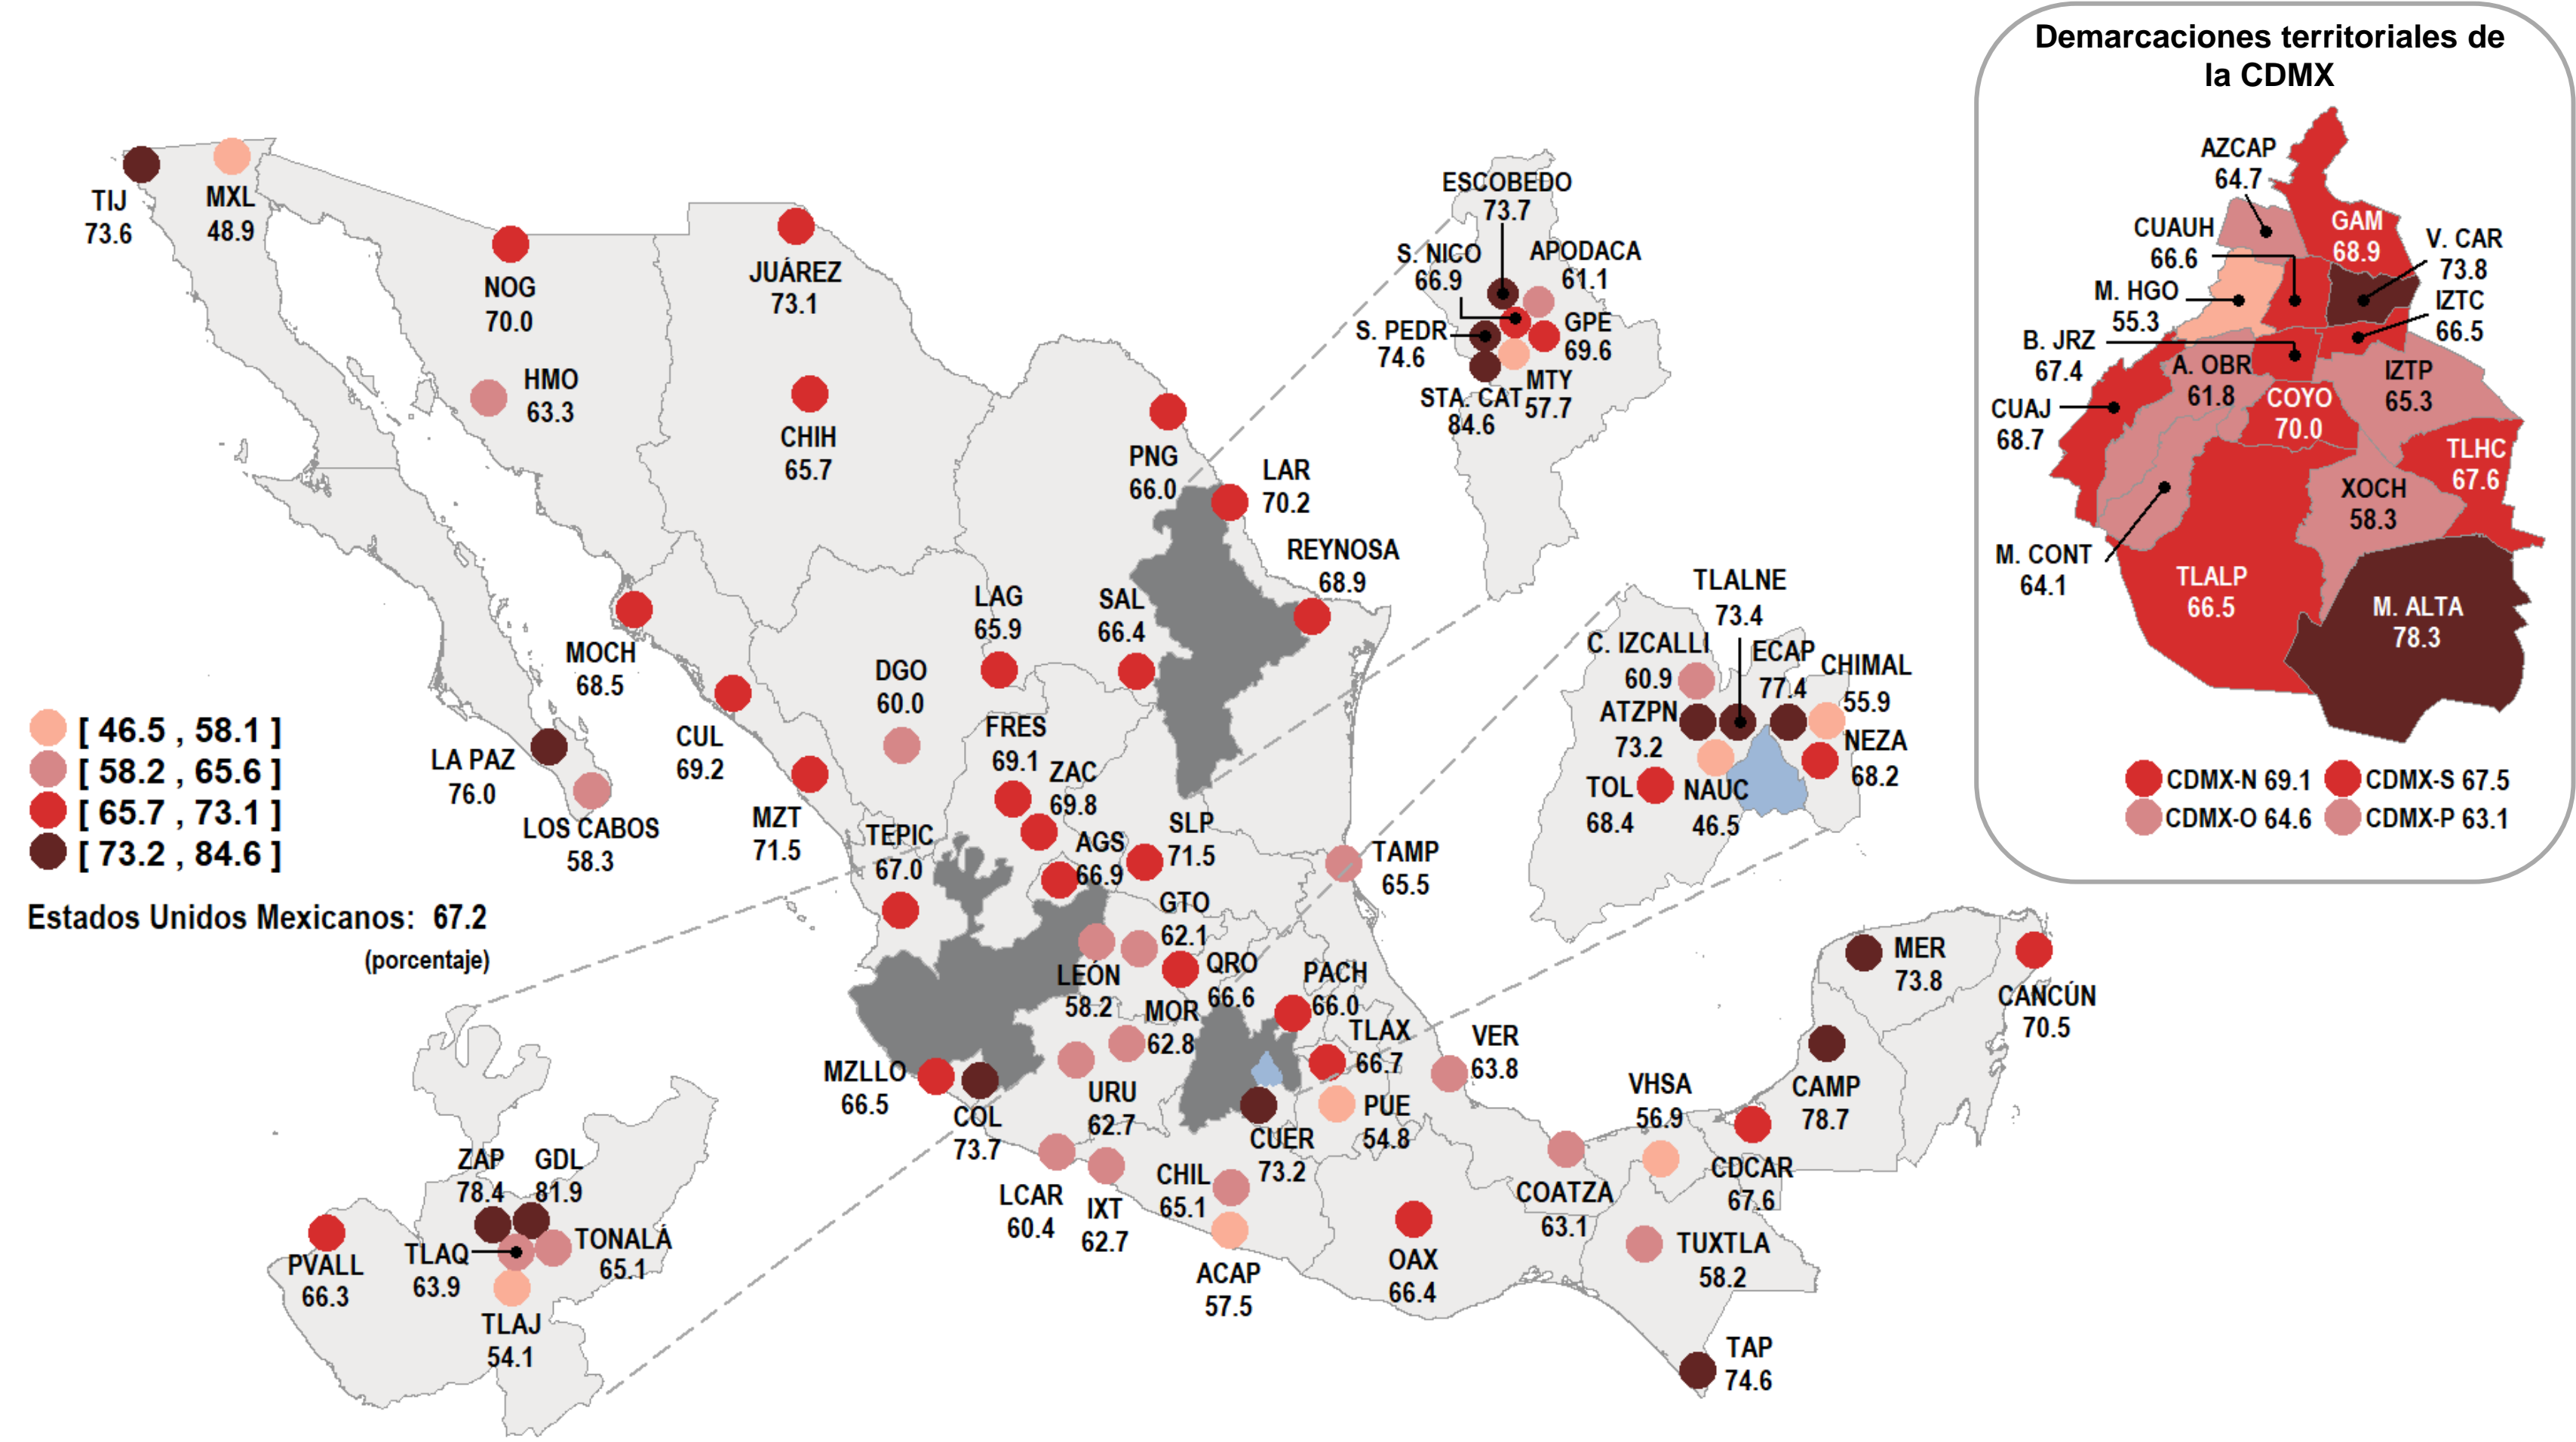 Demarcaciones territoriales de
la CDMX
AZCAP
64.7
CUAUH
66.6
GAM
68.9
V. CAR
73.8
M. HGO
55.3
IZTC
66.5
B. JRZ
67.4
A. OBR
61.8
IZTP
65.3
CUAJ
68.7
COYO
70.0
TLHC
67.6
XOCH
58.3
M. CONT
64.1
TLALP
66.5
M. ALTA
78.3
CDMX-N 69.1
CDMX-S 67.5
CDMX-O 64.6
CDMX-P 63.1
TIJ
73.6
MXL
48.9
NOG
70.0
HMO
63.3
JUÁREZ
73.1
CHIH
65.7
PNG
66.0
LAR
70.2
REYNOSA
68.9
ESCOBEDO
73.7
S. NICO
66.9
APODACA
61.1
S. PEDR
74.6
GPE
69.6
STA. CAT
84.6
MTY
57.7
MOCH
68.5
CUL
69.2
MZT
71.5
LA PAZ
76.0
LOS CABOS
58.3
DGO
60.0
LAG
65.9
SAL
66.4
FRES
69.1
ZAC
69.8
TEPIC
67.0
AGS
66.9
SLP
71.5
TAMP
65.5
GTO
62.1
LEÓN
58.2
QRO
66.6
PACH
66.0
MOR
62.8
TLAX
66.7
VER
63.8
TLALNE
73.4
C. IZCALLI
60.9
ECAP
77.4
CHIMAL
55.9
ATZPN
73.2
NEZA
68.2
TOL
68.4
NAUC
46.5
MZLLO
66.5
COL
73.7
URU
62.7
CUER
73.2
PUE
54.8
LCAR
60.4
IXT
62.7
CHIL
65.1
ACAP
57.5
OAX
66.4
COATZA
63.1
VHSA
56.9
CDCAR
67.6
CAMP
78.7
MER
73.8
CANCÚN
70.5
TUXTLA
58.2
TAP
74.6
ZAP
78.4
GDL
81.9
PVALL
66.3
TLAQ
63.9
TONALÁ
65.1
TLAJ
54.1
[ 46.5 , 58.1 ]
[ 58.2 , 65.6 ]
[ 65.7 , 73.1 ]
[ 73.2 , 84.6 ]
Estados Unidos Mexicanos: 67.2
(porcentaje)